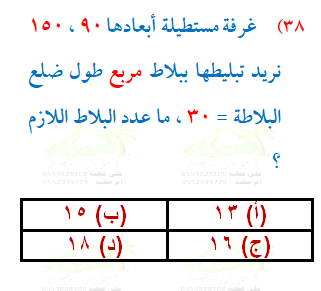 ٣٨) غرفة مستطيلة أبعادها ٩٠ ، ١٥٠
نريد تبليطها ببلاط مربع طول ضلع
البلاطة = ٣٠ ، ما عدد البلاط اللازم
؟
(أ) ١٣ (ب) ١٥
(ج) ١٦ (د) ١٨